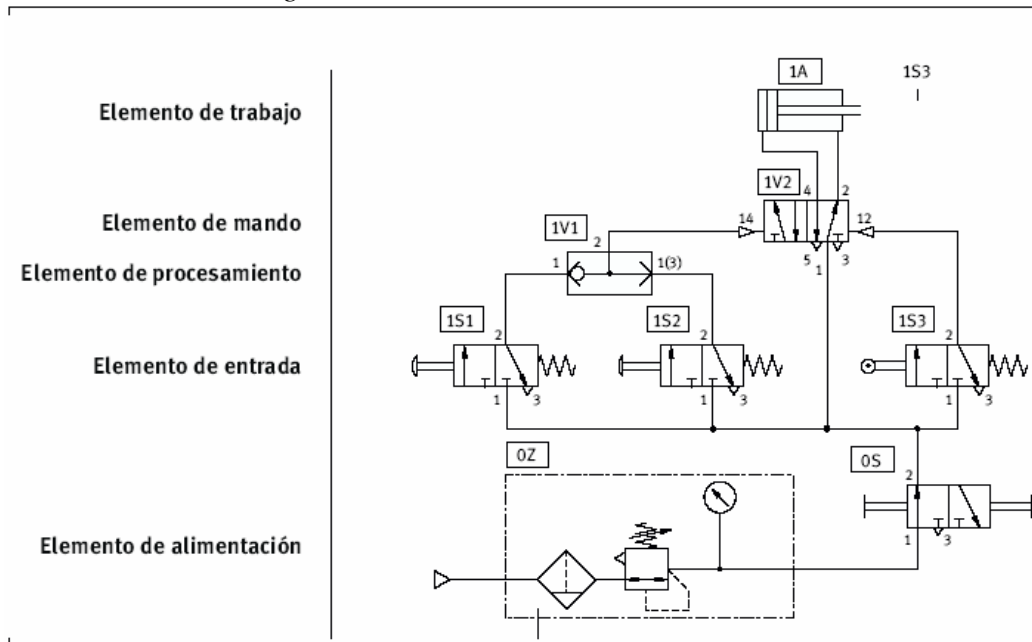 1A 1S3
Elemento de trabajo
1V2 4 2
Elemento de mando 14 12
1V1 2
5 1 3
Elemento de procesamiento 1 1(3)
1S1 2 1S2 2 1S3 2
Elemento de entrada
1 3 1 3 1 3
0Z 0S
2
Elemento de alimentación 1 3